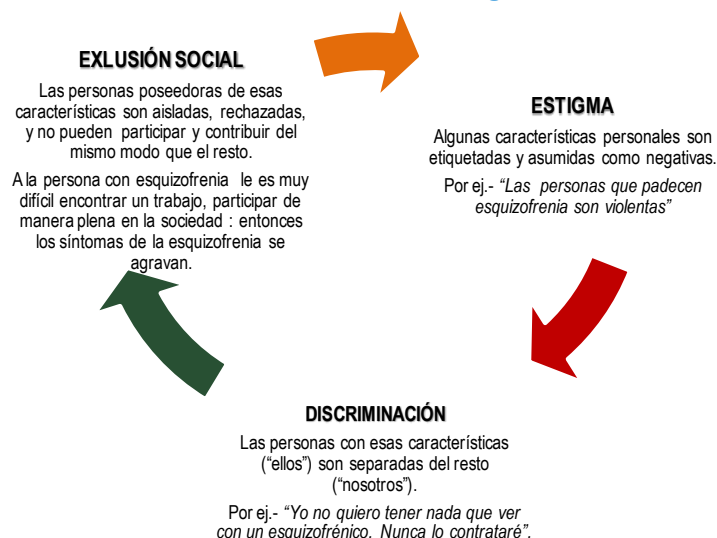 EXLUSIÓN SOCIAL
Las personas poseedoras de esas
características son aisladas, rechazadas,
y no pueden participar y contribuir del
mismo modo que el resto.
A la persona con esquizofrenia le es muy
difícil encontrar un trabajo, participar de
manera plena en la sociedad : entonces
los síntomas de la esquizofrenia se
agravan.
ESTIGMA
Algunas características personales son
etiquetadas y asumidas como negativas.
Por ej.- “Las personas que padecen
esquizofrenia son violentas”
DISCRIMINACIÓN
Las personas con esas características
(“ellos”) son separadas del resto
(“nosotros”).
Por ej.- “Yo no quiero tener nada que ver
con un esquizofrénico. Nunca lo contrataré”.